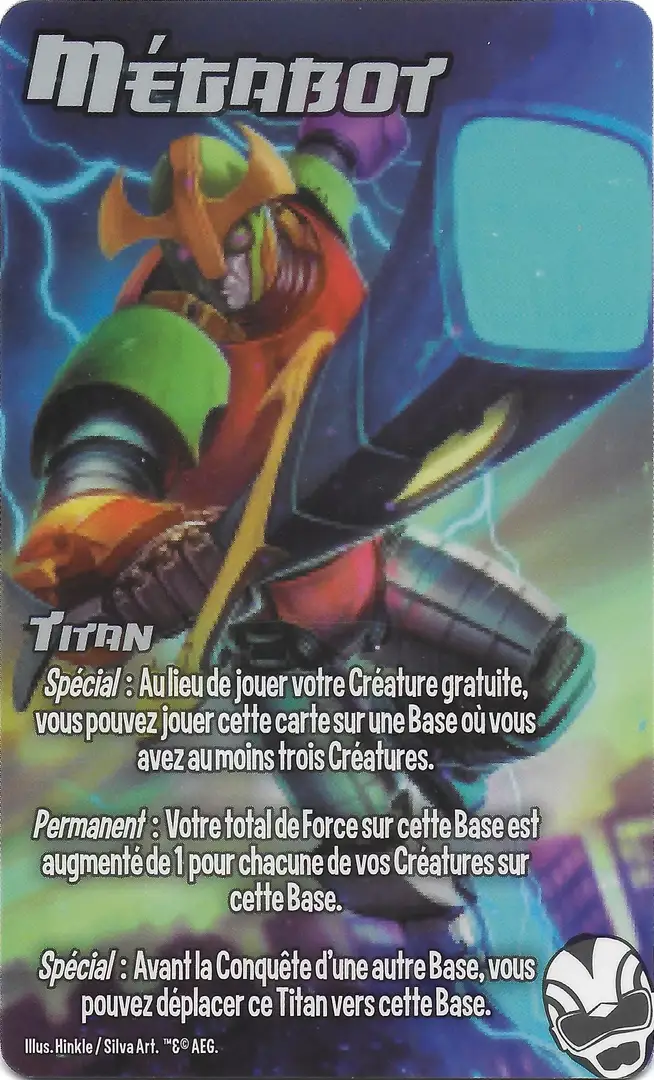 Mégabot
Titan
Spécial : Au lieu de jouer votre Créature gratuite,
vous pouvez jouer cette carte sur une Base où vous
avez au moins trois Créatures.
Permanent : Votre total de Force sur cette Base est
augmenté de 1 pour chacune de vos Créatures sur
cette Base.
Spécial : Avant la Conquête d'une autre Base, vous
pouvez déplacer ce Titan vers cette Base.
Illus. Hinkle / Silva Art. ™&© AEG.